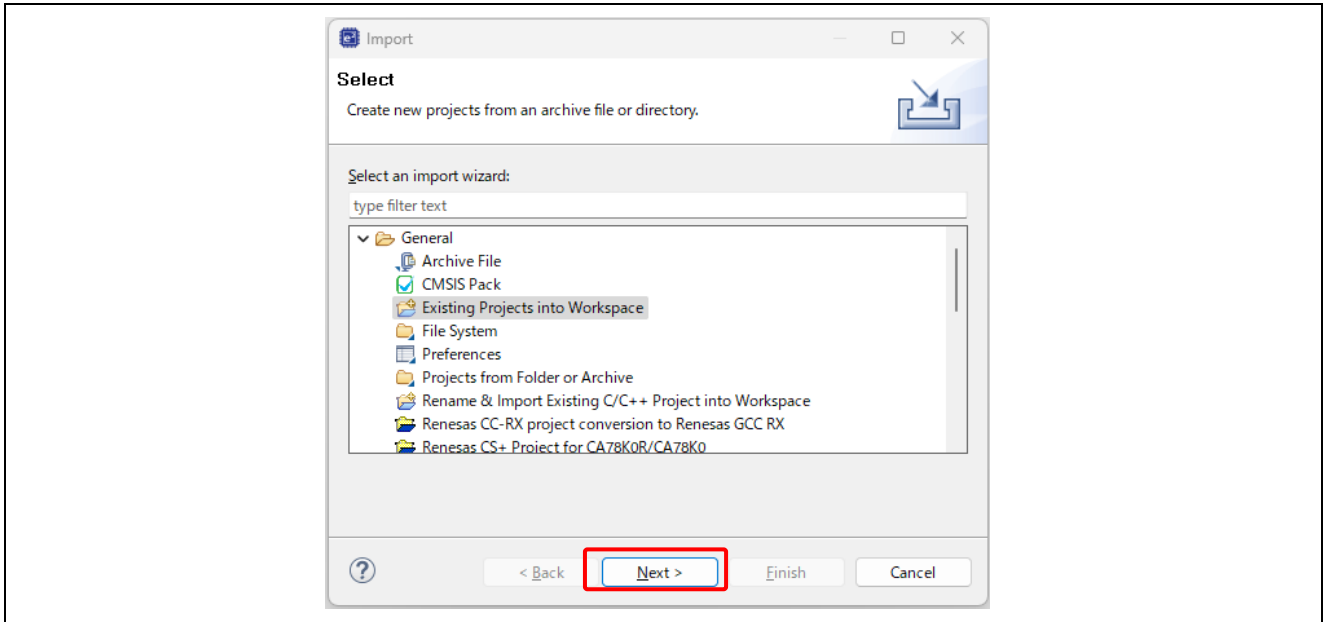 Import
Select
Create new projects from an archive file or directory.
Select an import wizard:
type filter text
General
Archive File
CMSIS Pack
Existing Projects into Workspace
File System
Preferences
Projects from Folder or Archive
Rename & Import Existing C/C++ Project into Workspace
Renesas CC-RX project conversion to Renesas GCC RX
Renesas CS+ Project for CA78K0R/CA78K0
? < Back Next > Finish Cancel